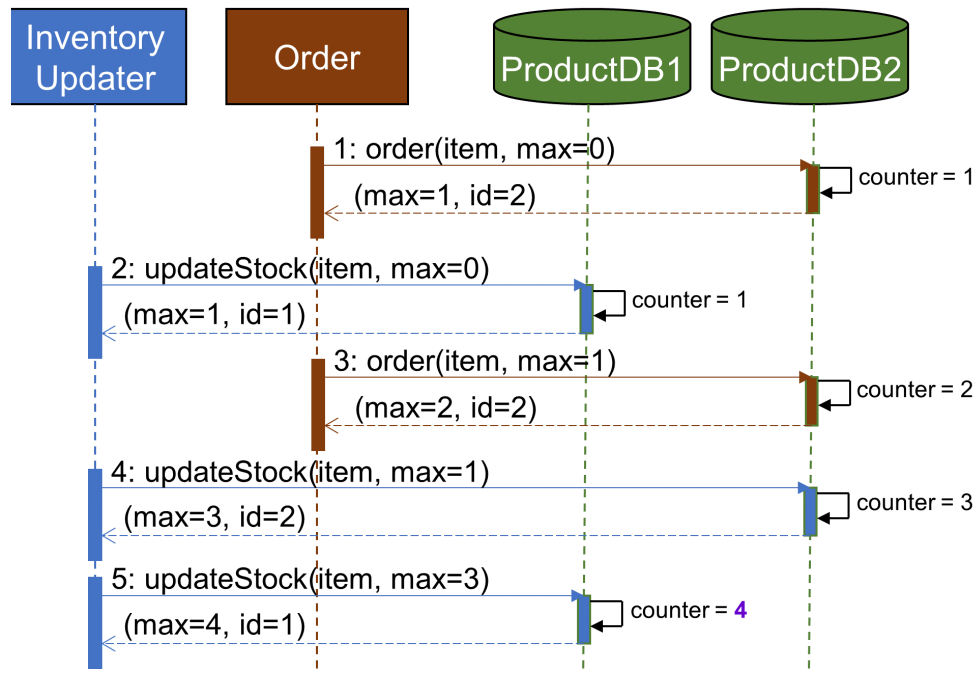 Inventory
Updater
Order
ProductDB1
ProductDB2
1: order(item, max=0)
counter = 1
(max=1, id=2)
2: updateStock(item, max=0)
counter = 1
(max=1, id=1)
3: order(item, max=1)
counter = 2
(max=2, id=2)
4: updateStock(item, max=1)
counter = 3
(max=3, id=2)
5: updateStock(item, max=3)
counter = 4
(max=4, id=1)